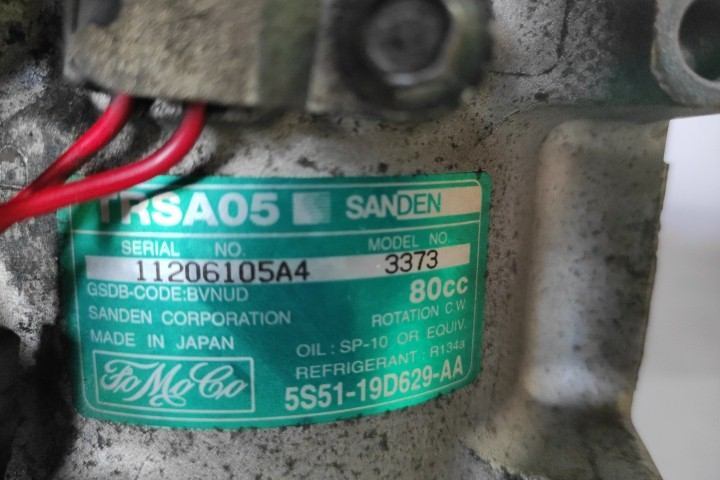 TRSA05 SANDEN
SERIAL NO. MODEL NO.
11206105A4 3373
GSDB-CODE:BVNUD 80cc
SANDEN CORPORATION ROTATION C.W.
MADE IN JAPAN OIL : SP-10 OR EQUIV.
REFRIGERANT : R134a
FoMoCo 5S51-19D629-AA